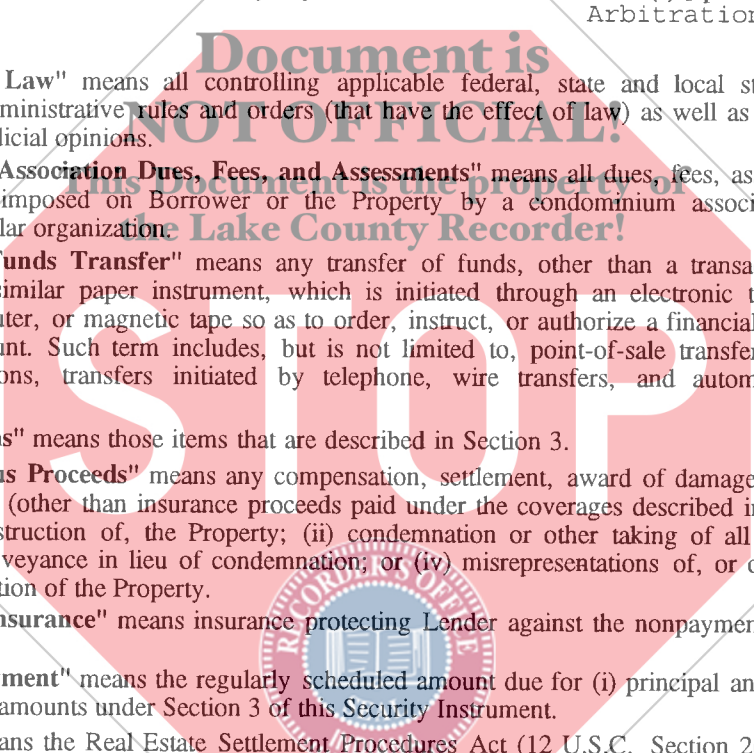 Arbitration
Document is
Law" means all controlling applicable federal, state and local st
ministrative rules and orders (that have the effect of law) as well as
NOT OFFICIAL!
dicial opinions.
Association Dues, Fees, and Assessments" means all dues, fees, as
This Document is the property of
imposed on Borrower or the Property by a condominium associ
lar organization.
the Lake County Recorder!
Funds Transfer" means any transfer of funds, other than a transa
similar paper instrument, which is initiated through an electronic t
uter, or magnetic tape so as to order, instruct, or authorize a financial
unt. Such term includes, but is not limited to, point-of-sale transfe
ons, transfers initiated by telephone, wire transfers, and autom
STOP
s" means those items that are described in Section 3.
us Proceeds" means any compensation, settlement, award of damage
(other than insurance proceeds paid under the coverages described i
struction of, the Property; (ii) condemnation or other taking of all
veyance in lieu of condemnation; or (iv) misrepresentations of, or
tion of the Property.
RECORDER'S OFFICE
nsurance" means insurance protecting Lender against the nonpaymen
ment" means the regularly scheduled amount due for (i) principal an
amounts under Section 3 of this Security Instrument.
ans the Real Estate Settlement Procedures Act (12 U.S.C. Section 2